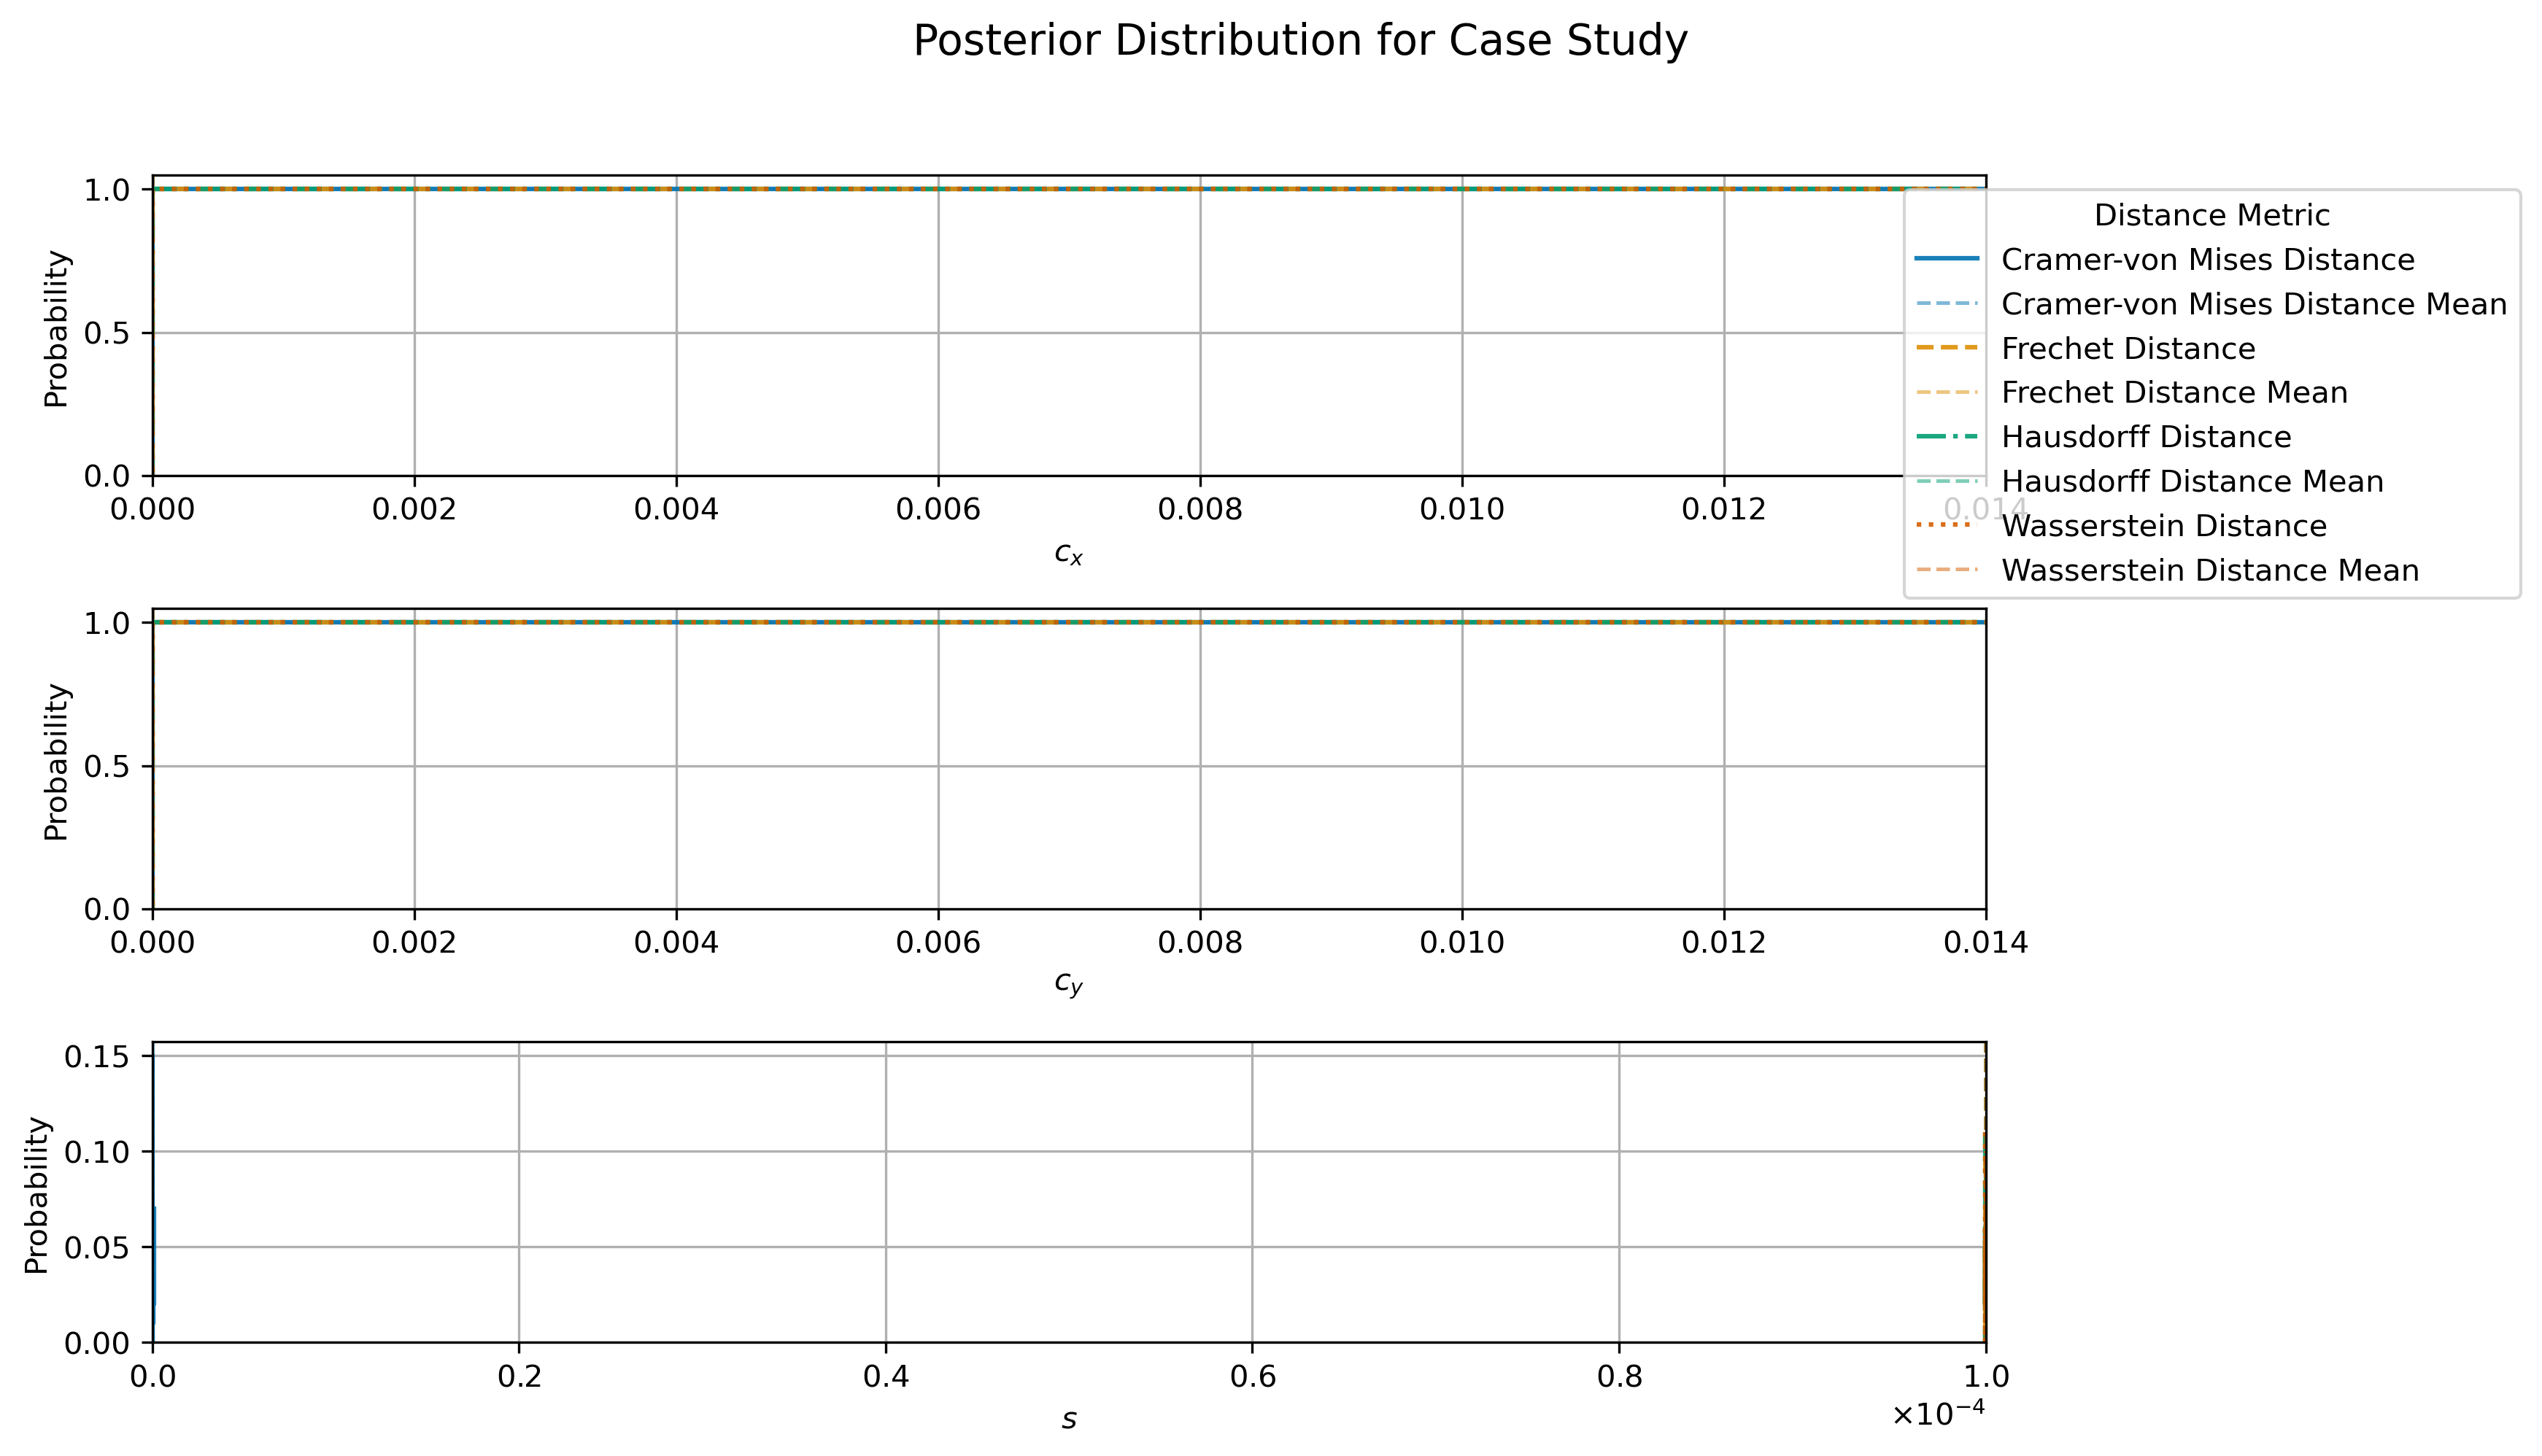 Posterior Distribution for Case Study
1.0
0.5
0.0
Probability
0.000 0.002 0.004 0.006 0.008 0.010 0.012 0.014
c_x
Distance Metric
Cramer-von Mises Distance
Cramer-von Mises Distance Mean
Frechet Distance
Frechet Distance Mean
Hausdorff Distance
Hausdorff Distance Mean
Wasserstein Distance
Wasserstein Distance Mean
1.0
0.5
0.0
Probability
0.000 0.002 0.004 0.006 0.008 0.010 0.012 0.014
c_y
0.15
0.10
0.05
0.00
Probability
0.0 0.2 0.4 0.6 0.8 1.0
×10⁻⁴
s